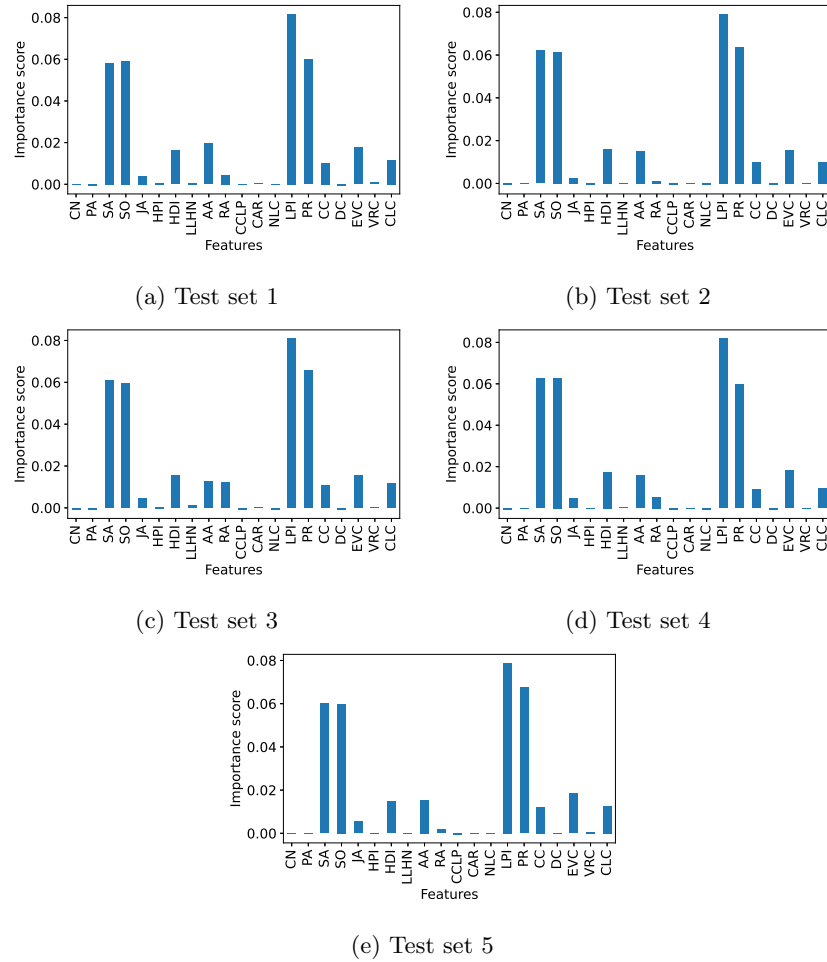 0.08
0.06
0.04
0.02
0.00
Importance score
CN PA SA SO JA HPI HDI LLHN AA RA CCLP CAR NLC LPI PR CC DC EVC VRC CLC
Features
(a) Test set 1
0.08
0.06
0.04
0.02
0.00
Importance score
CN PA SA SO JA HPI HDI LLHN AA RA CCLP CAR NLC LPI PR CC DC EVC VRC CLC
Features
(b) Test set 2
0.08
0.06
0.04
0.02
0.00
Importance score
CN PA SA SO JA HPI HDI LLHN AA RA CCLP CAR NLC LPI PR CC DC EVC VRC CLC
Features
(c) Test set 3
0.08
0.06
0.04
0.02
0.00
Importance score
CN PA SA SO JA HPI HDI LLHN AA RA CCLP CAR NLC LPI PR CC DC EVC VRC CLC
Features
(d) Test set 4
0.08
0.06
0.04
0.02
0.00
Importance score
CN PA SA SO JA HPI HDI LLHN AA RA CCLP CAR NLC LPI PR CC DC EVC VRC CLC
Features
(e) Test set 5